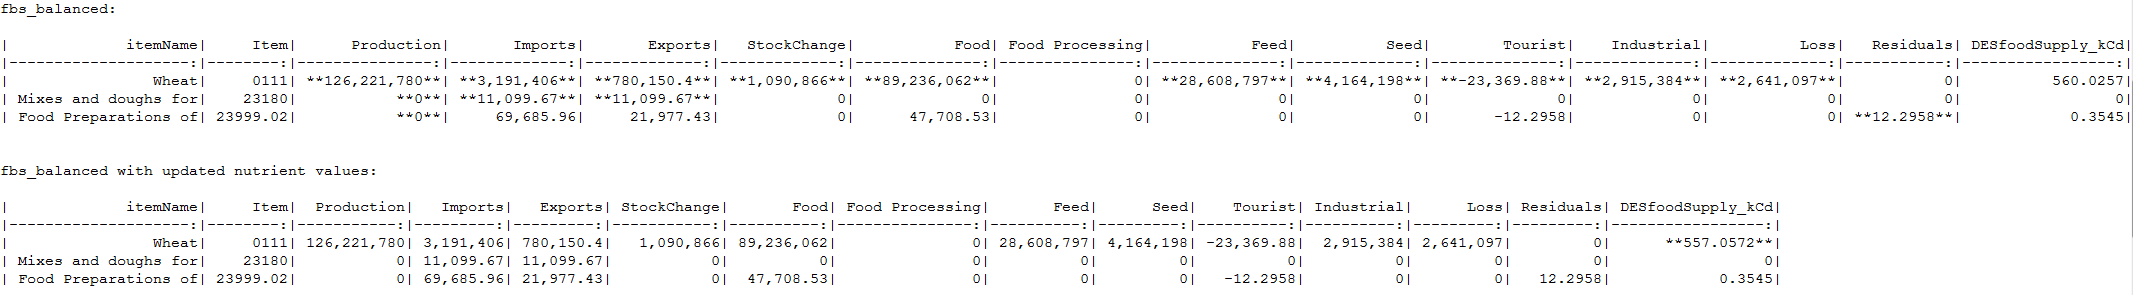 fbs_balanced:
|               itemName|     Item|       Production|        Imports|        Exports|    StockChange|            Food| Food Processing|            Feed|           Seed|         Tourist|     Industrial|          Loss|   Residuals| DESfoodSupply_kCd|
|----------------------:|--------:|----------------:|--------------:|--------------:|--------------:|---------------:|---------------:|---------------:|--------------:|---------------:|--------------:|-------------:|-----------:|-----------------:|
|                  Wheat|     0111| **126,221,780**| **3,191,406**| **780,150.4**| **1,090,866**| **89,236,062**|               0| **28,608,797**| **4,164,198**| **-23,369.88**| **2,915,384**| **2,641,097**|           0|          560.0257|
| Mixes and doughs for|    23180|            **0**| **11,099.67**| **11,099.67**|              0|               0|               0|               0|              0|               0|              0|             0|           0|                 0|
| Food Preparations of| 23999.02|            **0**|      69,685.96|      21,977.43|              0|       47,708.53|               0|               0|              0|        -12.2958|              0|             0| **12.2958**|            0.3545|
fbs_balanced with updated nutrient values:
|               itemName|     Item|  Production|   Imports|   Exports| StockChange|       Food| Food Processing|       Feed|      Seed|    Tourist| Industrial|      Loss| Residuals| DESfoodSupply_kCd|
|----------------------:|--------:|-----------:|---------:|---------:|-----------:|----------:|---------------:|----------:|---------:|----------:|----------:|---------:|---------:|-----------------:|
|                  Wheat|     0111| 126,221,780| 3,191,406| 780,150.4|   1,090,866| 89,236,062|               0| 28,608,797| 4,164,198| -23,369.88|  2,915,384| 2,641,097|         0|      **557.0572**|
| Mixes and doughs for|    23180|           0| 11,099.67| 11,099.67|           0|          0|               0|          0|         0|          0|          0|         0|         0|                 0|
| Food Preparations of| 23999.02|           0| 69,685.96| 21,977.43|           0|  47,708.53|               0|          0|         0|   -12.2958|          0|         0|   12.2958|            0.3545|